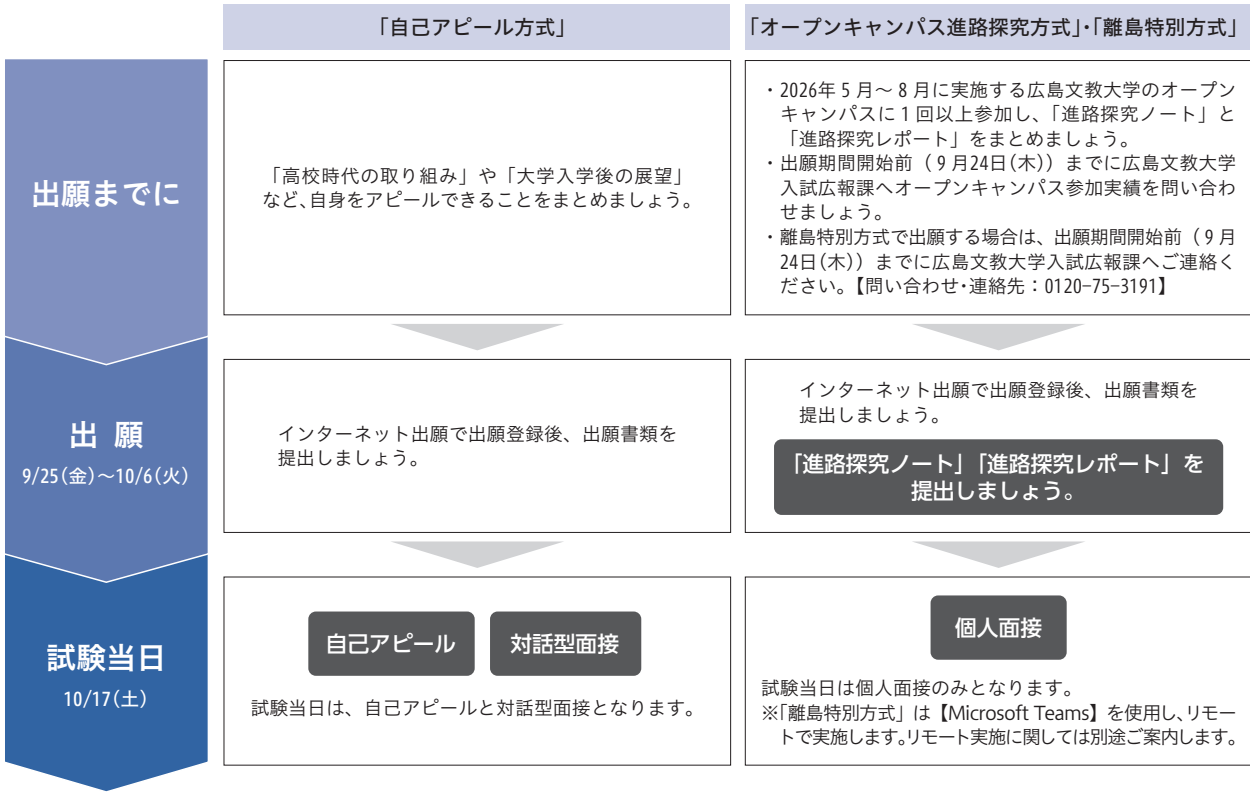 「自己アピール方式」
「オープンキャンパス進路探究方式」・「離島特別方式」
出願までに
「高校時代の取り組み」や「大学入学後の展望」
など、自身をアピールできることをまとめましょう。
・2026年５月～８月に実施する広島文教大学のオープン
キャンパスに１回以上参加し、「進路探究ノート」と
「進路探究レポート」をまとめましょう。
・出願期間開始前（９月24日(木)）までに広島文教大学
入試広報課へオープンキャンパス参加実績を問い合わ
せましょう。
・離島特別方式で出願する場合は、出願期間開始前（９月
24日(木)）までに広島文教大学入試広報課へご連絡く
ださい。【問い合わせ・連絡先：0120-75-3191】
出 願
9/25(金)～10/6(火)
インターネット出願で出願登録後、出願書類を
提出しましょう。
インターネット出願で出願登録後、出願書類を
提出しましょう。
「進路探究ノート」「進路探究レポート」を
提出しましょう。
試験当日
10/17(土)
自己アピール 対話型面接
試験当日は、自己アピールと対話型面接となります。
個人面接
試験当日は個人面接のみとなります。
※「離島特別方式」は【Microsoft Teams】を使用し、リモー
トで実施します。リモート実施に関しては別途ご案内します。